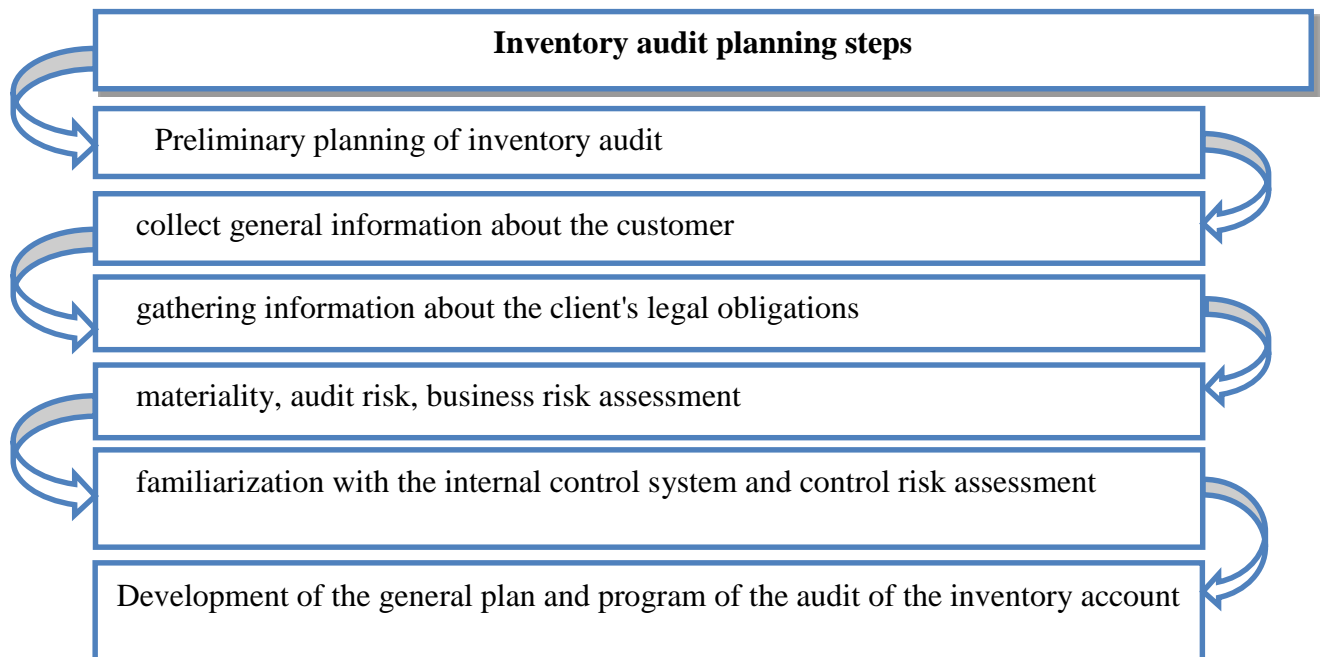 Inventory audit planning steps
Preliminary planning of inventory audit
collect general information about the customer
gathering information about the client's legal obligations
materiality, audit risk, business risk assessment
familiarization with the internal control system and control risk assessment
Development of the general plan and program of the audit of the inventory account